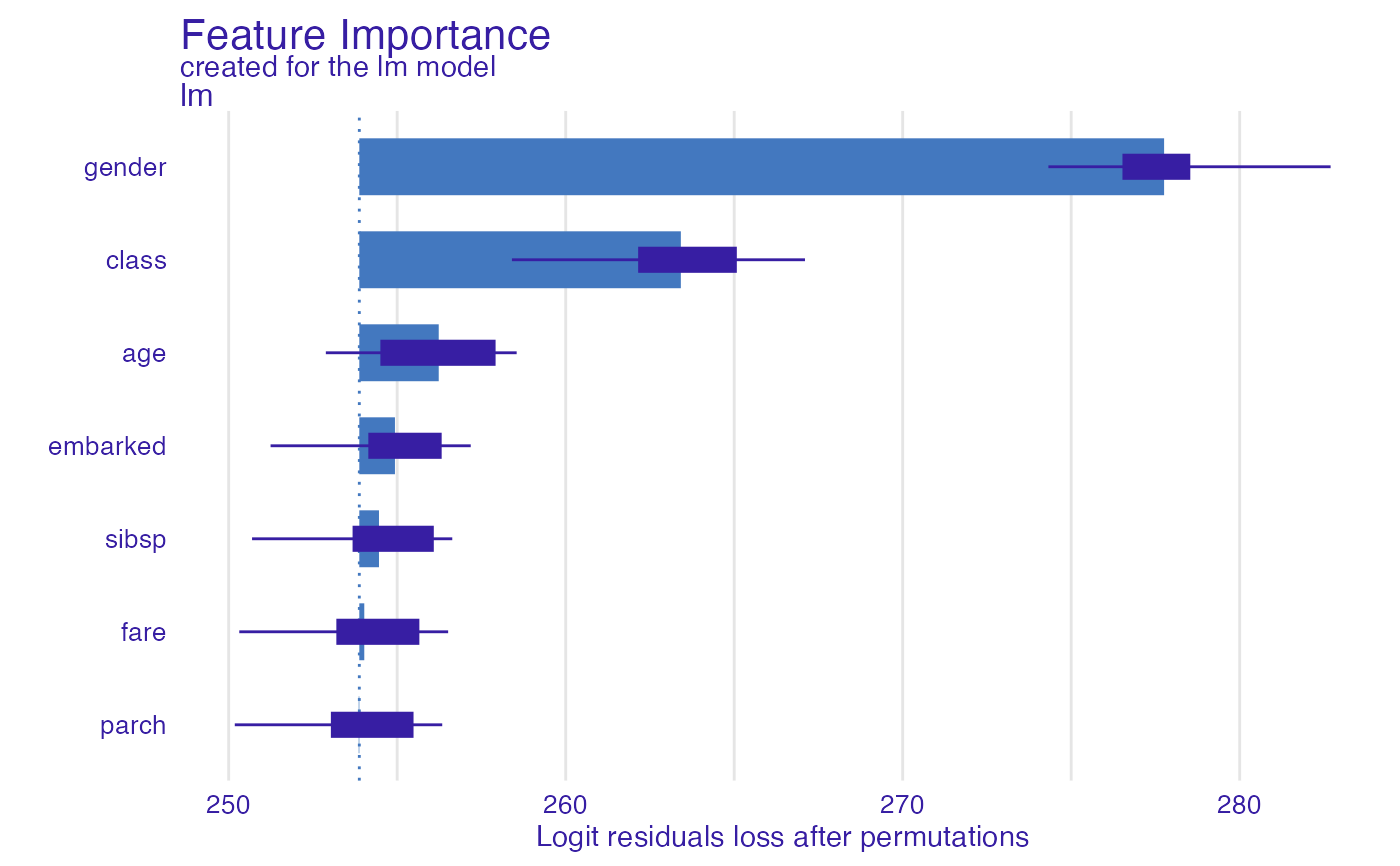 Feature Importance
created for the lm model
lm
gender
class
age
embarked
sibsp
fare
parch
250 260 270 280
Logit residuals loss after permutations